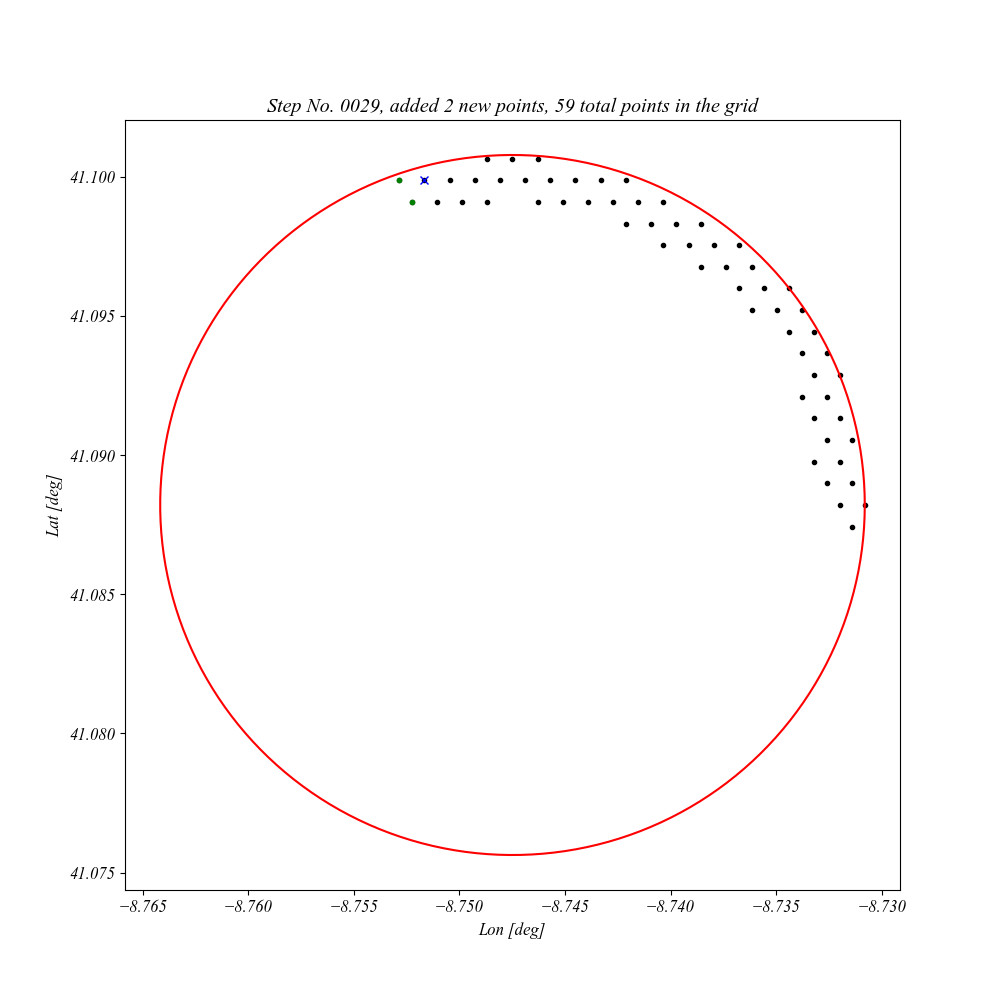 Step No. 0029, added 2 new points, 59 total points in the grid
41.100
41.095
41.090
41.085
41.080
41.075
Lat [deg]
−8.765 −8.760 −8.755 −8.750 −8.745 −8.740 −8.735 −8.730
Lon [deg]